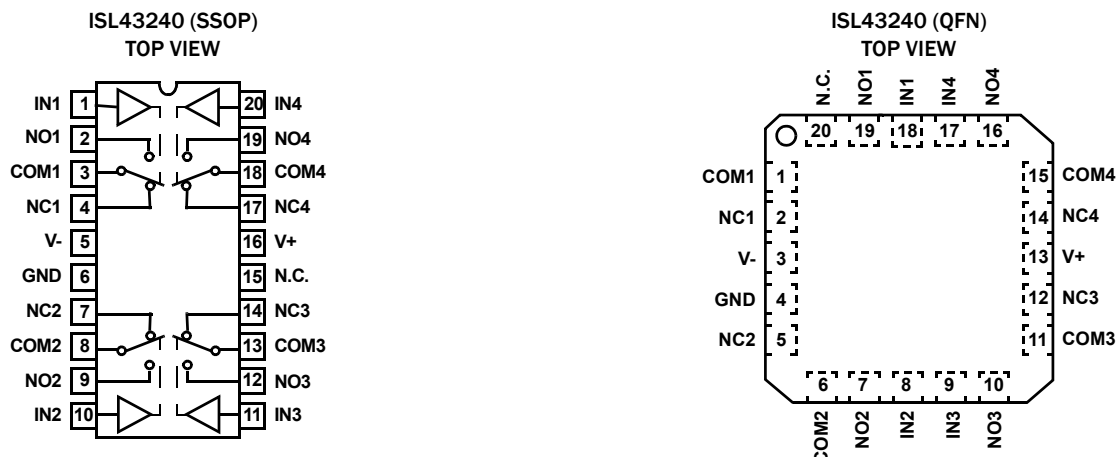 ISL43240 (SSOP)
TOP VIEW
IN1 1 20 IN4
NO1 2 19 NO4
COM1 3 18 COM4
NC1 4 17 NC4
V- 5 16 V+
GND 6 15 N.C.
NC2 7 14 NC3
COM2 8 13 COM3
NO2 9 12 NO3
IN2 10 11 IN3
ISL43240 (QFN)
TOP VIEW
N.C. NO1 IN1 IN4 NO4
20 19 18 17 16
COM1 1 15 COM4
NC1 2 14 NC4
V- 3 13 V+
GND 4 12 NC3
NC2 5 11 COM3
6 7 8 9 10
COM2 NO2 IN2 IN3 NO3